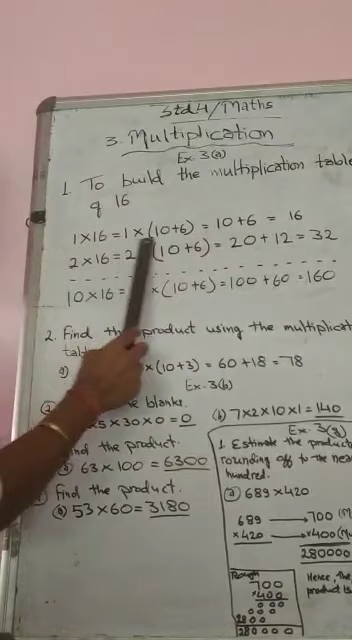 Std 4/Maths
3. Multiplication
Ex. 3(a)
1. To build the multiplication table
of 16
1 x 16 = 1 x (10+6) = 10+6 = 16
2 x 16 = 2 (10+6) = 20+12 = 32
10 x 16 = x (10+6) = 100+60 = 160
2. Find the product using the
g) x (10+3) = 60+18 = 78
Ex. 3(b)
blanks.
x 5 x 30 x 0 = 0
(b) 7 x 2 x 10 x 1 = 140
find the product:
(a) 63 x 100 = 6300
Find the product.
(a) 53 x 60 = 3180
Ex. 3(g)
1. Estimate the product
rounding off to the
hundred.
(a) 689 x 420
689 → 700
x 420 → x 400
280000
Rough
700
x 400
000
0000
2800
280000
Hence, the
product is